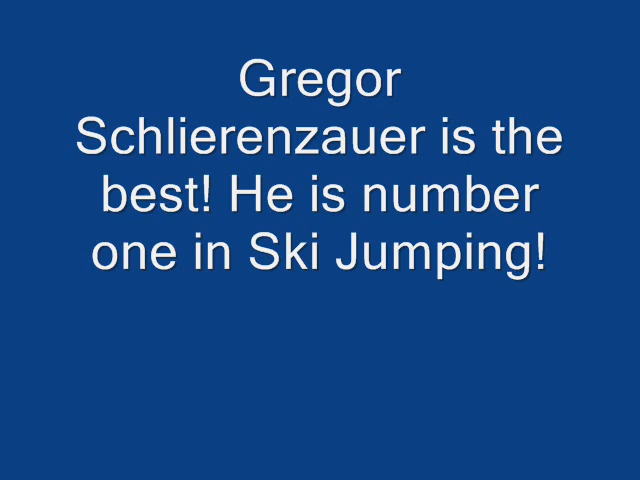 Gregor
Schlierenzauer is the
best! He is number
one in Ski Jumping!